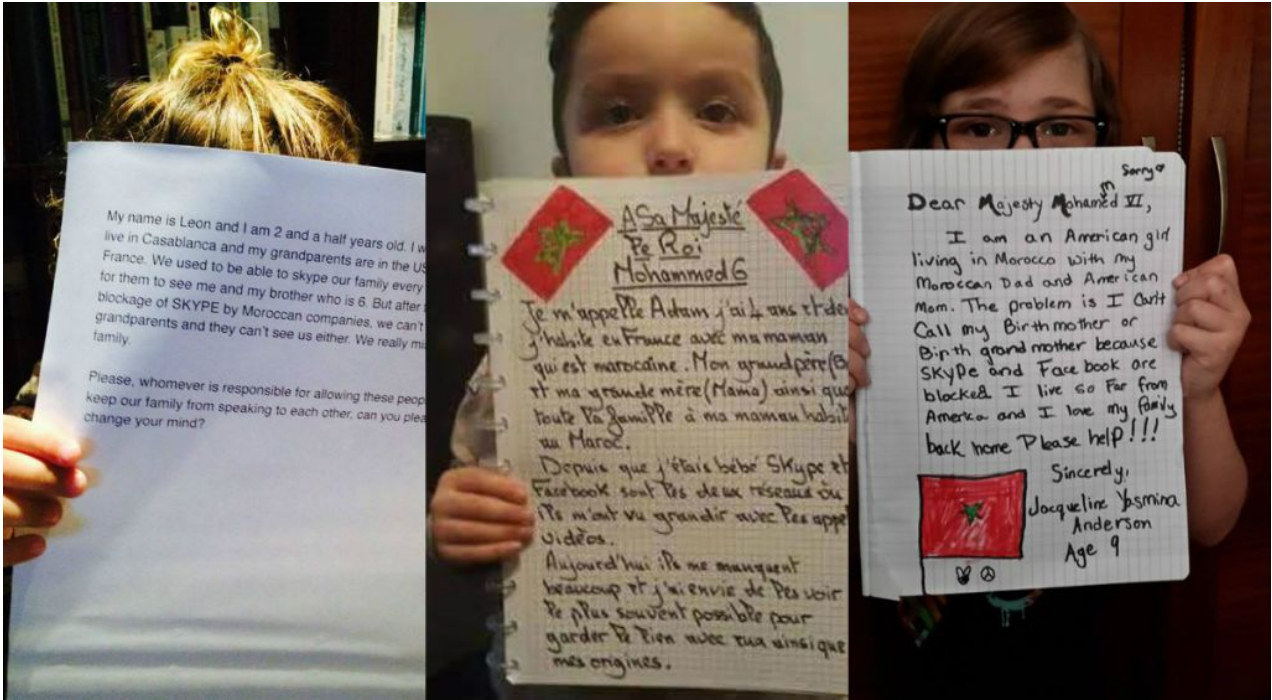 My name is Leon and I am 2 and a half years old. I
live in Casablanca and my grandparents are in the
France. We used to be able to skype our family every
for them to see me and my brother who is 6. But after
blockage of SKYPE by Moroccan companies, we can't
grandparents and they can't see us either. We really
family.
Please, whomever is responsible for allowing these
keep our family from speaking to each other, can you
change your mind?
A Sa Majesté
le Roi
Mohammed 6
Je m'appelle Adam j'ai 4 ans et
j'habite en France avec ma maman
qui est marocaine. Mon grand père
et ma grande mère (Mama) ainsi que
toute la famille à ma maman
au Maroc.
Depuis que j'étais bébé Skype et
Facebook sont les deux réseaux où
ils m'ont vu grandir avec les
vidéos.
Aujourd'hui ils me manquent
beaucoup et j'ai envie de les voir
le plus souvent possible pour
garder le lien avec eux ainsi que
mes origines.
Sorry
m
Dear Majesty Mohamed VI,
I am an American girl
living in Morocco with my
Moroccan Dad and American
Mom. The problem is I Can't
Call my Birth mother or
Birth grand mother because
SKyPe and Face book are
blocked I live so far from
America and I love my family
back home Please help!!!
Sincerely,
Jacqueline Yasmina
Anderson
Age 9